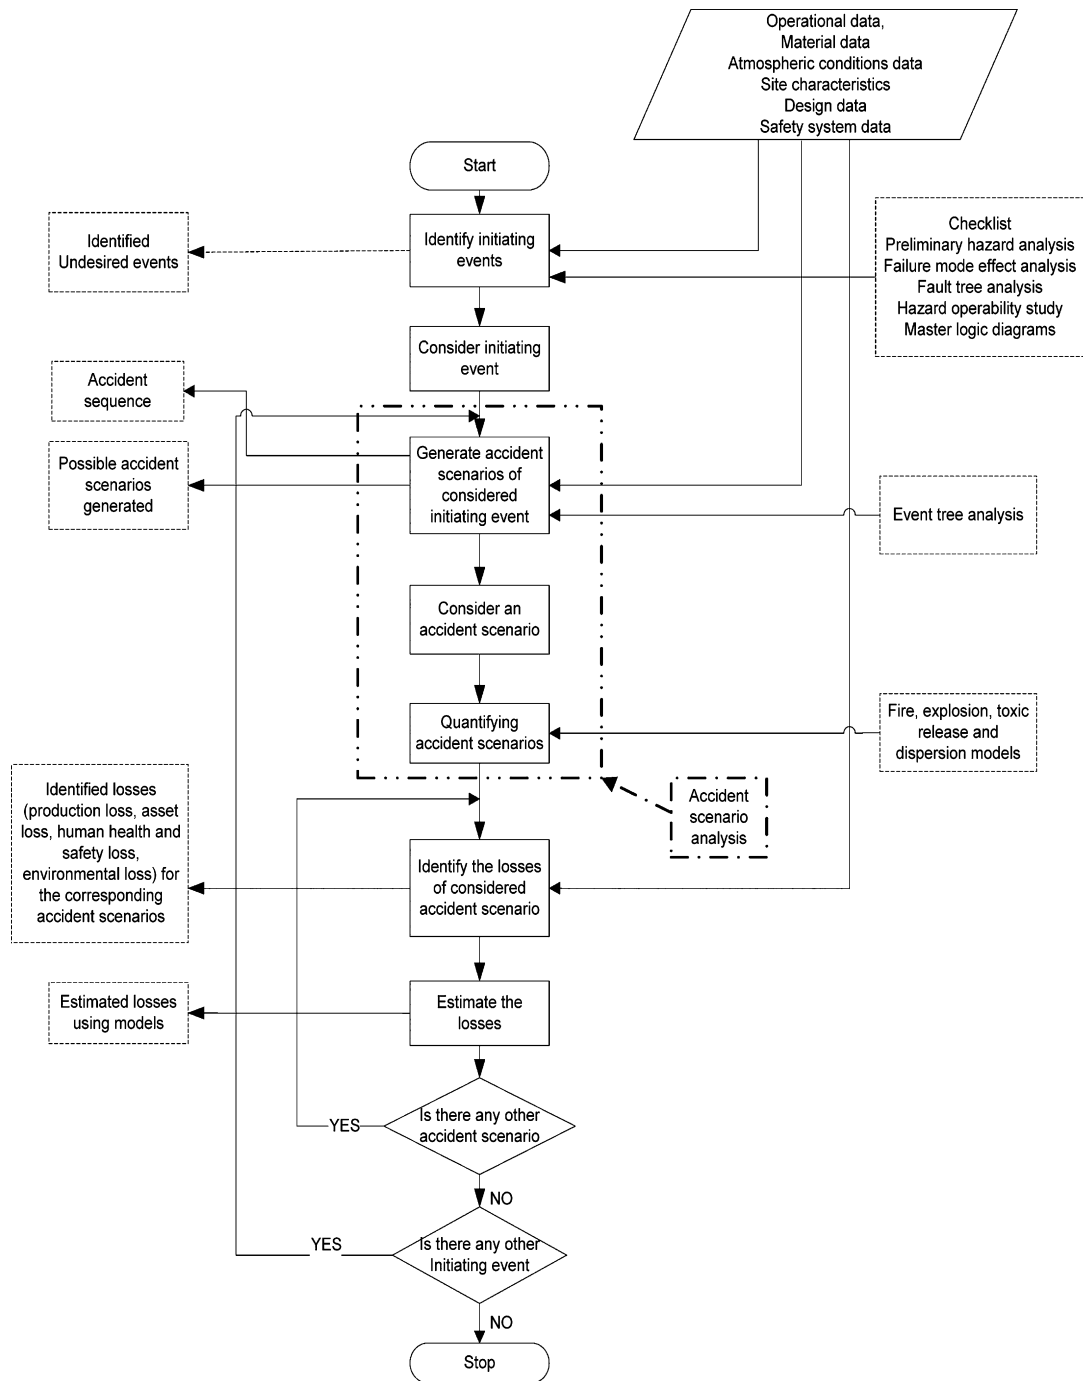 Operational data,
Material data
Atmospheric conditions data
Site characteristics
Design data
Safety system data
Start
Identify initiating
events
Identified
Undesired events
Checklist
Preliminary hazard analysis
Failure mode effect analysis
Fault tree analysis
Hazard operability study
Master logic diagrams
Consider initiating
event
Accident
sequence
Generate accident
scenarios of
considered
initiating event
Possible accident
scenarios
generated
Event tree analysis
Consider an
accident scenario
Quantifying
accident scenarios
Fire, explosion, toxic
release and
dispersion models
Accident
scenario
analysis
Identified losses
(production loss, asset
loss, human health and
safety loss,
environmental loss) for
the corresponding
accident scenarios
Identify the losses
of considered
accident scenario
Estimate the
losses
Estimated losses
using models
Is there any other
accident scenario
YES
NO
Is there any other
Initiating event
YES
NO
Stop